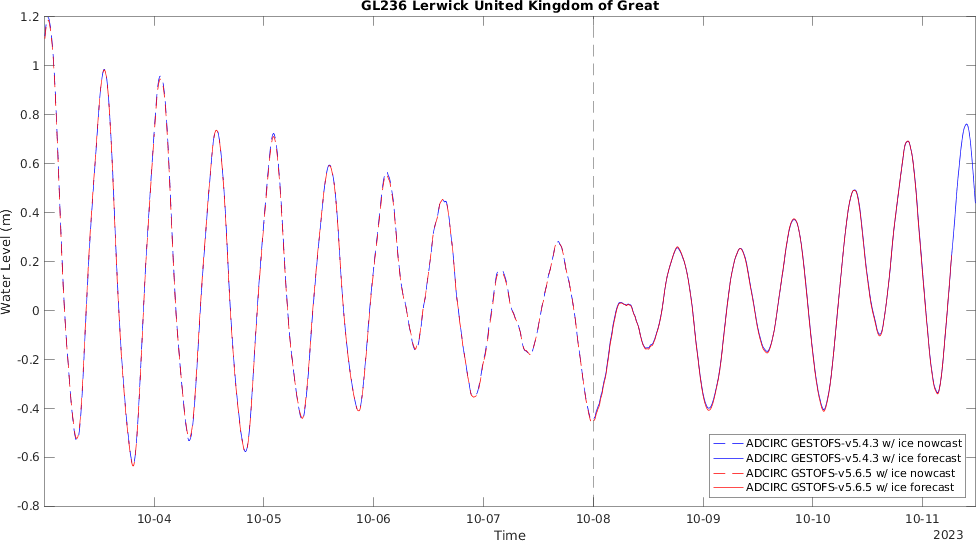 GL236 Lerwick United Kingdom of Great
1.2
1
0.8
0.6
0.4
0.2
0
-0.2
-0.4
-0.6
-0.8
Water Level (m)
ADCIRC GESTOFS-v5.4.3 w/ ice nowcast
ADCIRC GESTOFS-v5.4.3 w/ ice forecast
ADCIRC GSTOFS-v5.6.5 w/ ice nowcast
ADCIRC GSTOFS-v5.6.5 w/ ice forecast
10-04 10-05 10-06 10-07 10-08 10-09 10-10 10-11
Time
2023